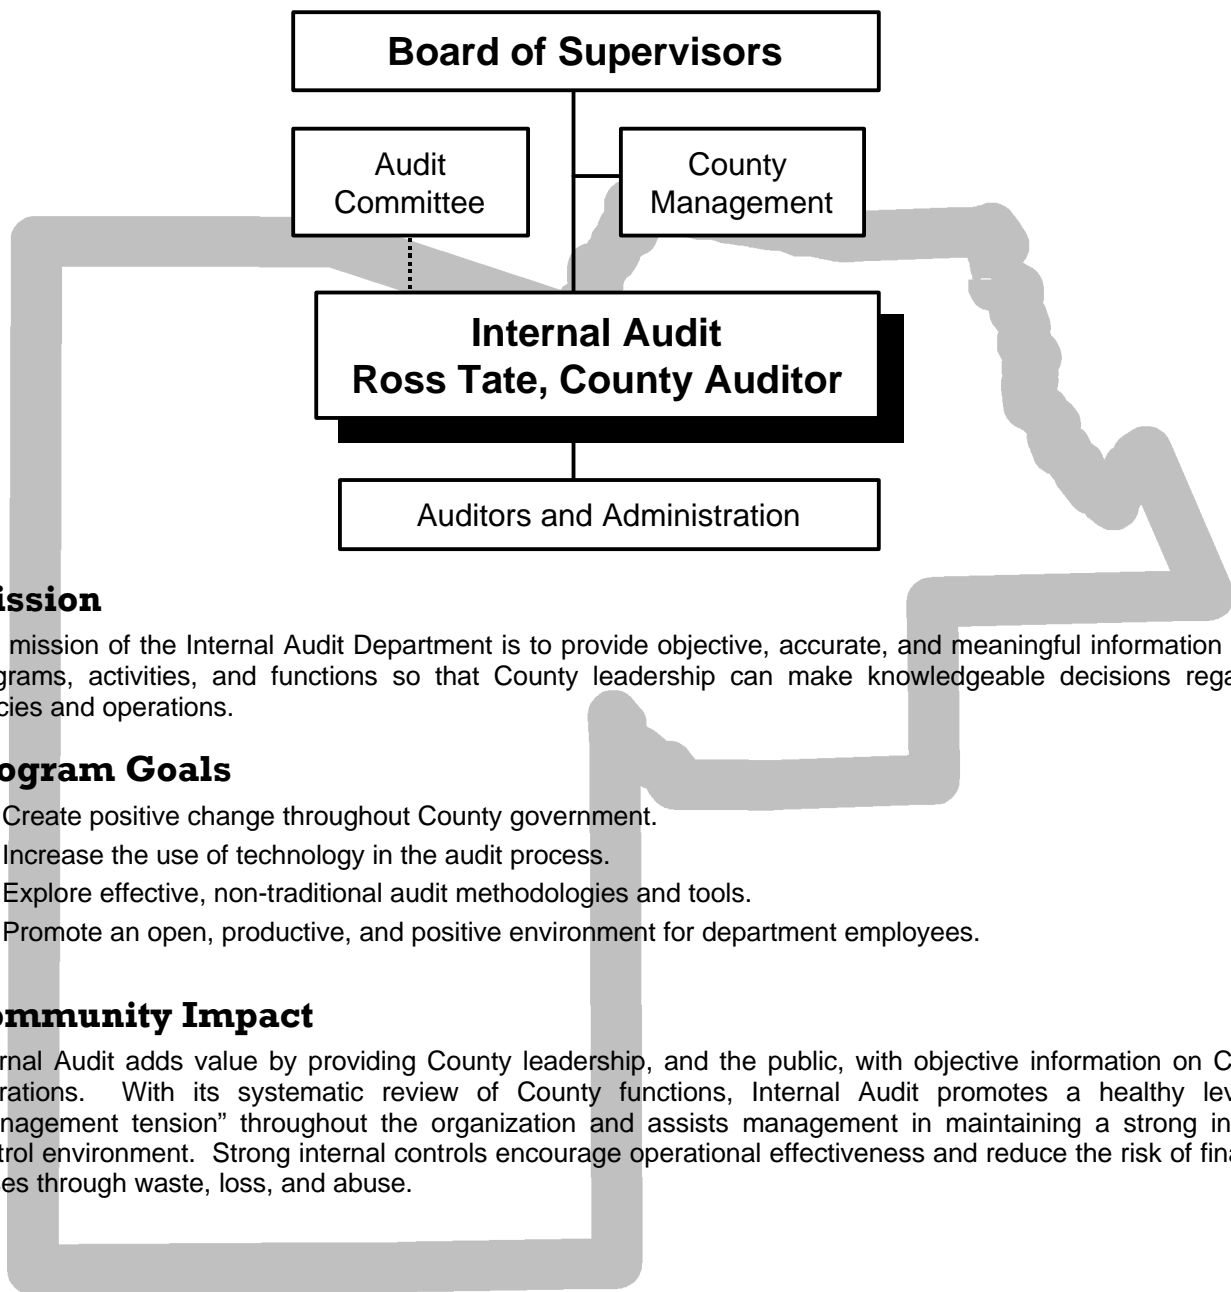 Board of Supervisors
Audit
Committee
County
Management
Internal Audit
Ross Tate, County Auditor
Auditors and Administration
ission
mission of the Internal Audit Department is to provide objective, accurate, and meaningful information
grams, activities, and functions so that County leadership can make knowledgeable decisions rega
cies and operations.
ogram Goals
Create positive change throughout County government.
Increase the use of technology in the audit process.
Explore effective, non-traditional audit methodologies and tools.
Promote an open, productive, and positive environment for department employees.
ommunity Impact
rnal Audit adds value by providing County leadership, and the public, with objective information on C
rations. With its systematic review of County functions, Internal Audit promotes a healthy lev
nagement tension” throughout the organization and assists management in maintaining a strong in
trol environment. Strong internal controls encourage operational effectiveness and reduce the risk of fina
es through waste, loss, and abuse.